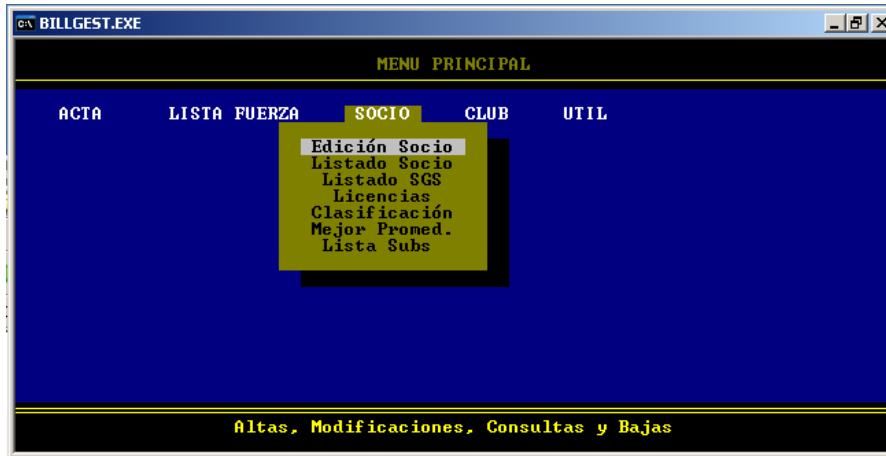 BILLGEST.EXE
MENU PRINCIPAL
ACTA LISTA FUERZA SOCIO CLUB UTIL
Edición Socio
Listado Socio
Listado SGS
Licencias
Clasificación
Mejor Promed.
Lista Subs
Altas, Modificaciones, Consultas y Bajas